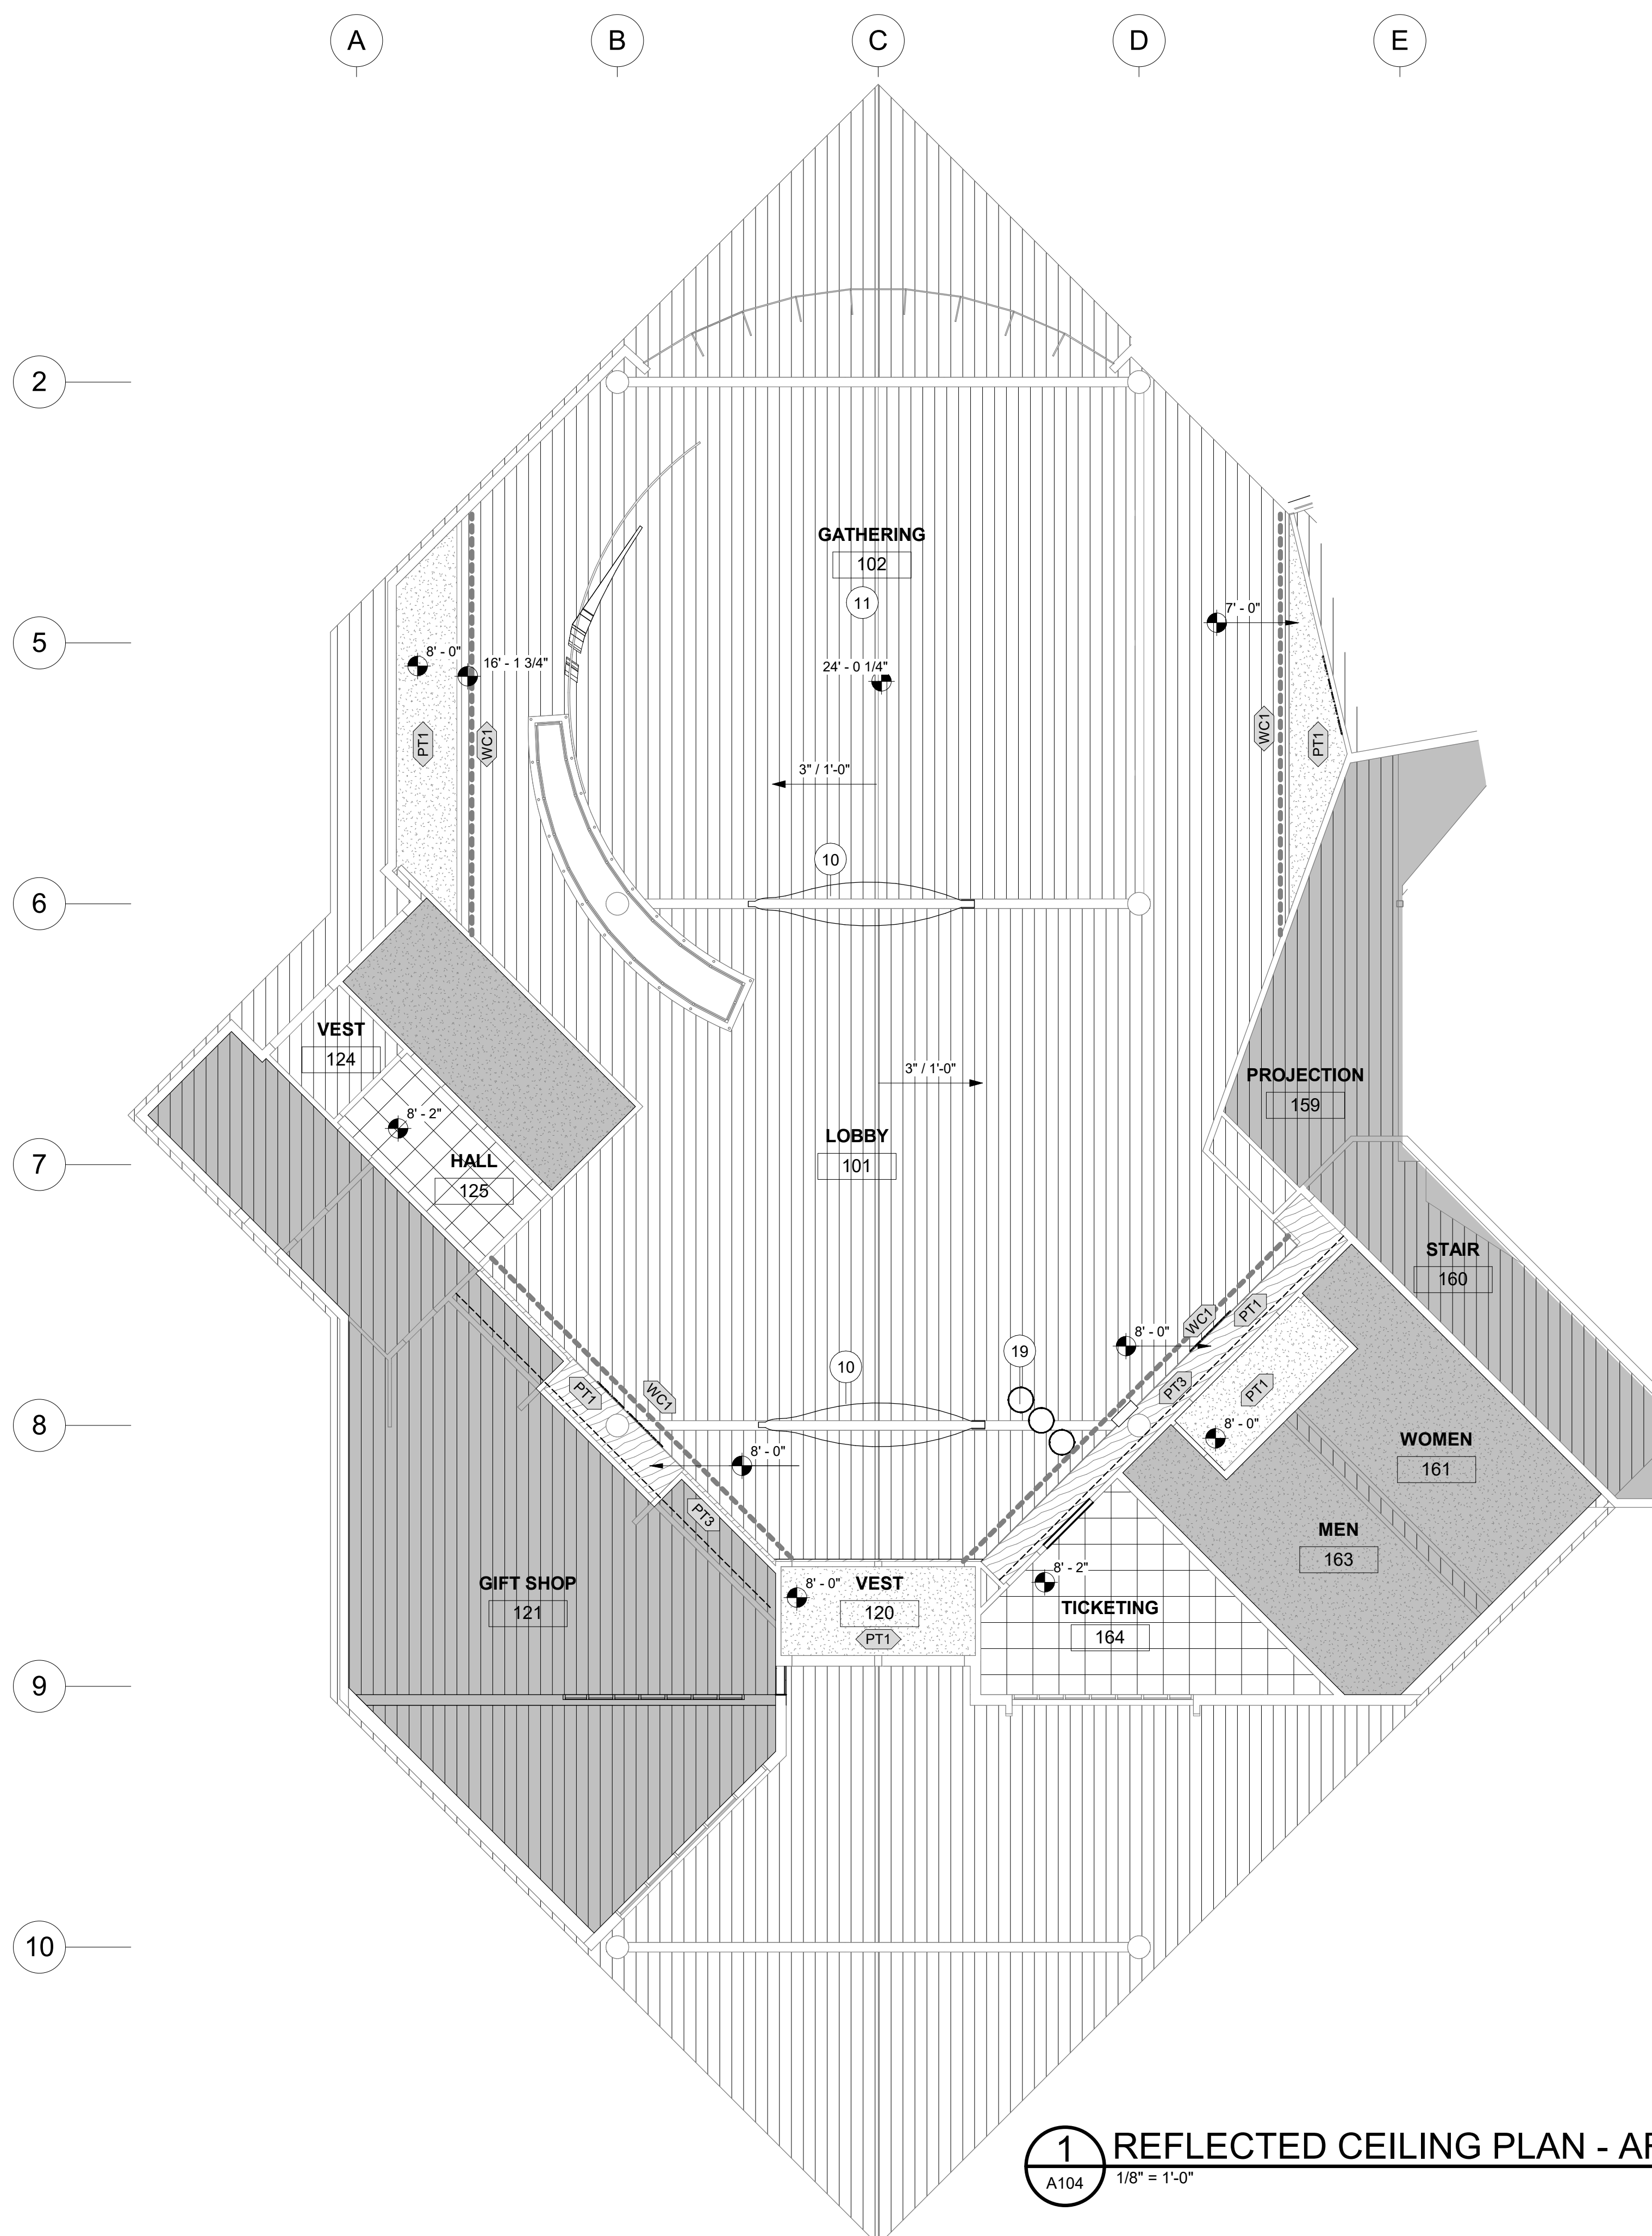 A
B
C
D
E
2
GATHERING
102
11
7' - 0"
5
8' - 0"
16' - 1 3/4"
24' - 0 1/4"
PT1
WC1
WC1
PT1
3" / 1'-0"
10
6
VEST
124
3" / 1'-0"
PROJECTION
159
8' - 2"
LOBBY
101
7
HALL
125
STAIR
160
WC1
PT1
8' - 0"
19
10
PT1
WC1
PT3
PT1
8
8' - 0"
8' - 0"
WOMEN
161
PT3
MEN
163
8' - 2"
GIFT SHOP
121
8' - 0"
VEST
120
PT1
TICKETING
164
9
10
1
A104
REFLECTED CEILING PLAN -
1/8" = 1'-0"